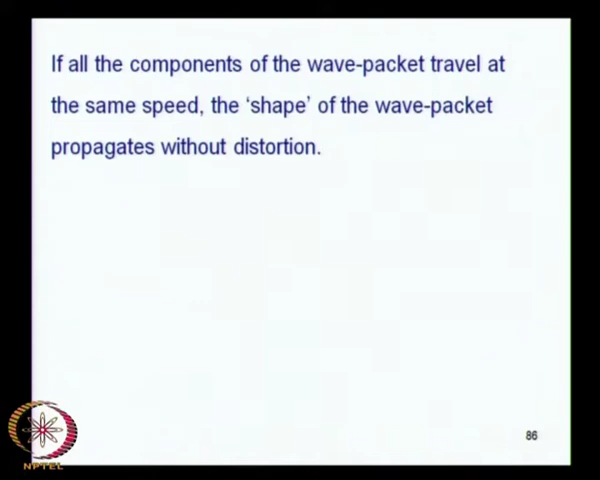 If all the components of the wave-packet travel at
the same speed, the ‘shape’ of the wave-packet
propagates without distortion.
86
NPTEL